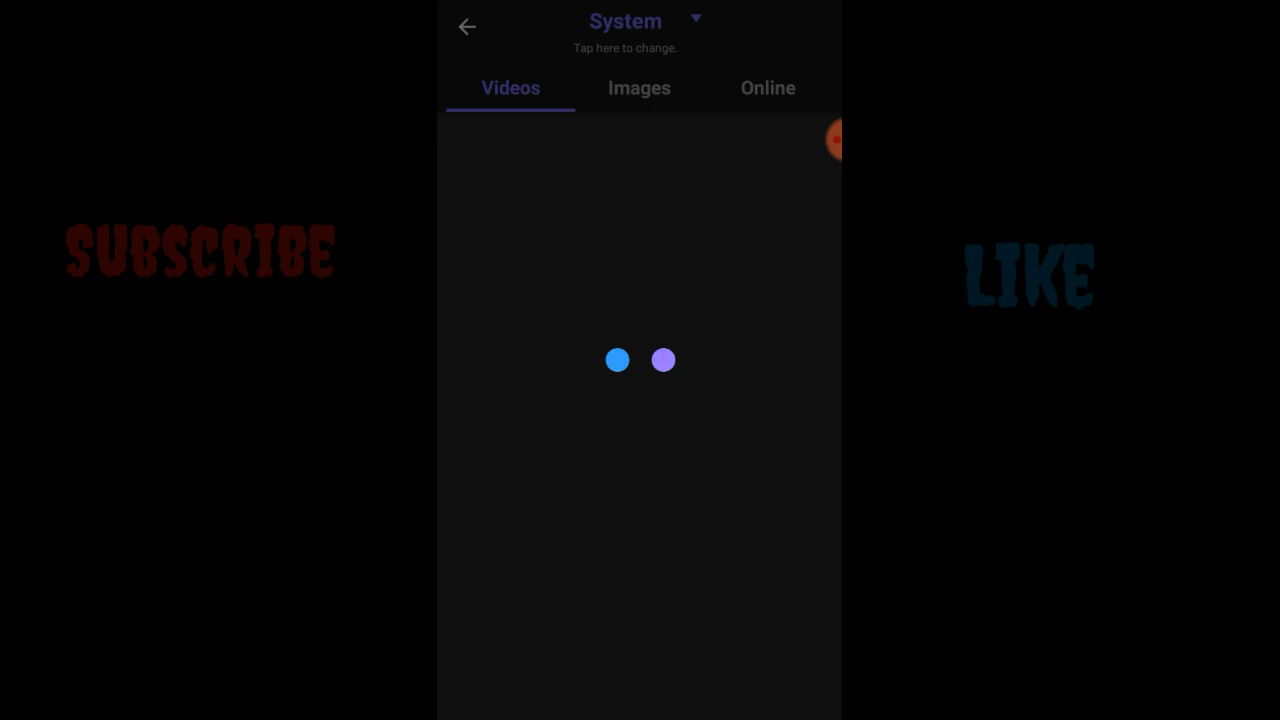 System
Tap here to change.
Videos Images Online
SUBSCRIBE
LIKE